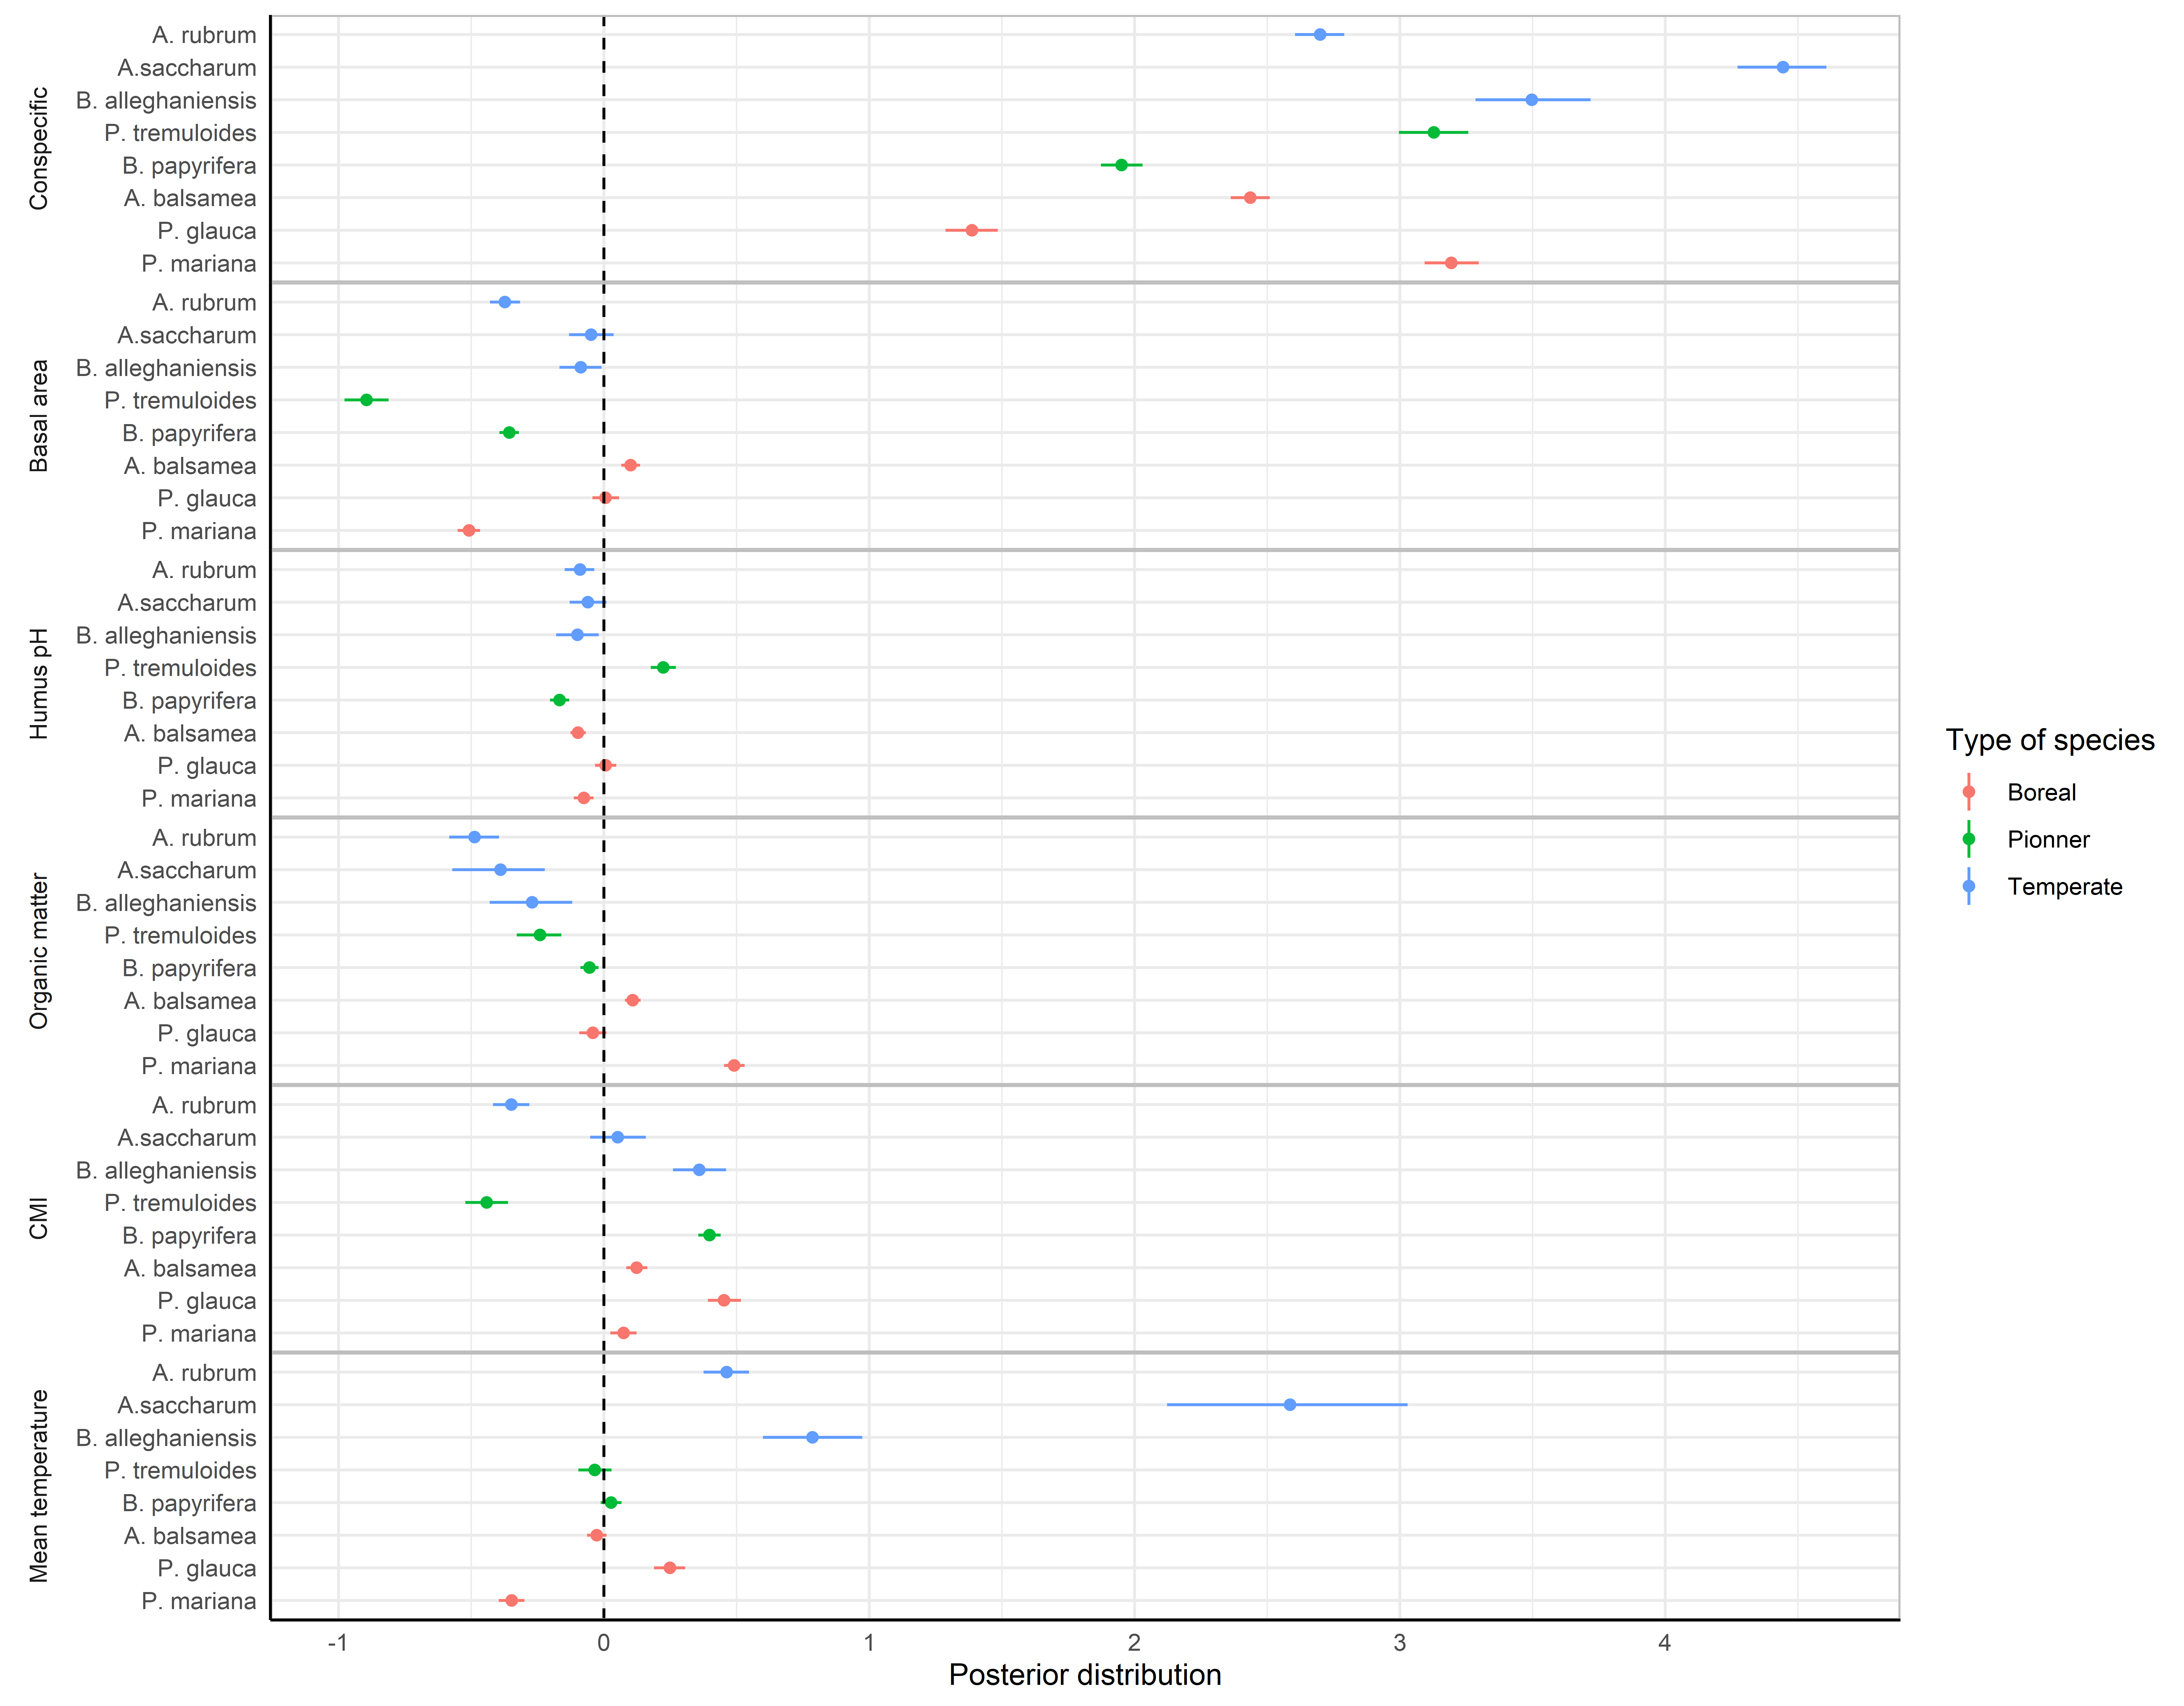 Conspecific
A. rubrum
A.saccharum
B. alleghaniensis
P. tremuloides
B. papyrifera
A. balsamea
P. glauca
P. mariana
Basal area
A. rubrum
A.saccharum
B. alleghaniensis
P. tremuloides
B. papyrifera
A. balsamea
P. glauca
P. mariana
Humus pH
A. rubrum
A.saccharum
B. alleghaniensis
P. tremuloides
B. papyrifera
A. balsamea
P. glauca
P. mariana
Organic matter
A. rubrum
A.saccharum
B. alleghaniensis
P. tremuloides
B. papyrifera
A. balsamea
P. glauca
P. mariana
CMI
A. rubrum
A.saccharum
B. alleghaniensis
P. tremuloides
B. papyrifera
A. balsamea
P. glauca
P. mariana
Mean temperature
A. rubrum
A.saccharum
B. alleghaniensis
P. tremuloides
B. papyrifera
A. balsamea
P. glauca
P. mariana
-1 0 1 2 3 4
Posterior distribution
Type of species
Boreal
Pionner
Temperate